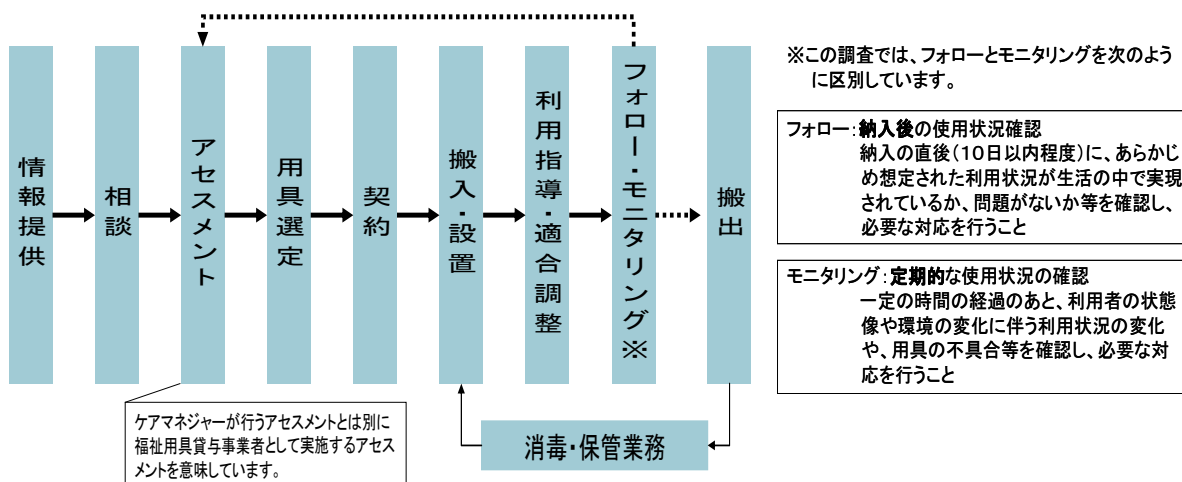 情報提供
相談
アセスメント
用具選定
契約
搬入・設置
利用指導・適合調整
フォロー・モニタリング※
搬出
ケアマネジャーが行うアセスメントとは別に
福祉用具貸与事業者として実施するアセス
メントを意味しています。
消毒・保管業務
※この調査では、フォローとモニタリングを次のよう
に区別しています。
フォロー:納入後の使用状況確認
納入の直後(10日以内程度)に、あらかじ
め想定された利用状況が生活の中で実現
されているか、問題がないか等を確認し、
必要な対応を行うこと
モニタリング:定期的な使用状況の確認
一定の時間の経過のあと、利用者の状態
像や環境の変化に伴う利用状況の変化
や、用具の不具合等を確認し、必要な対
応を行うこと